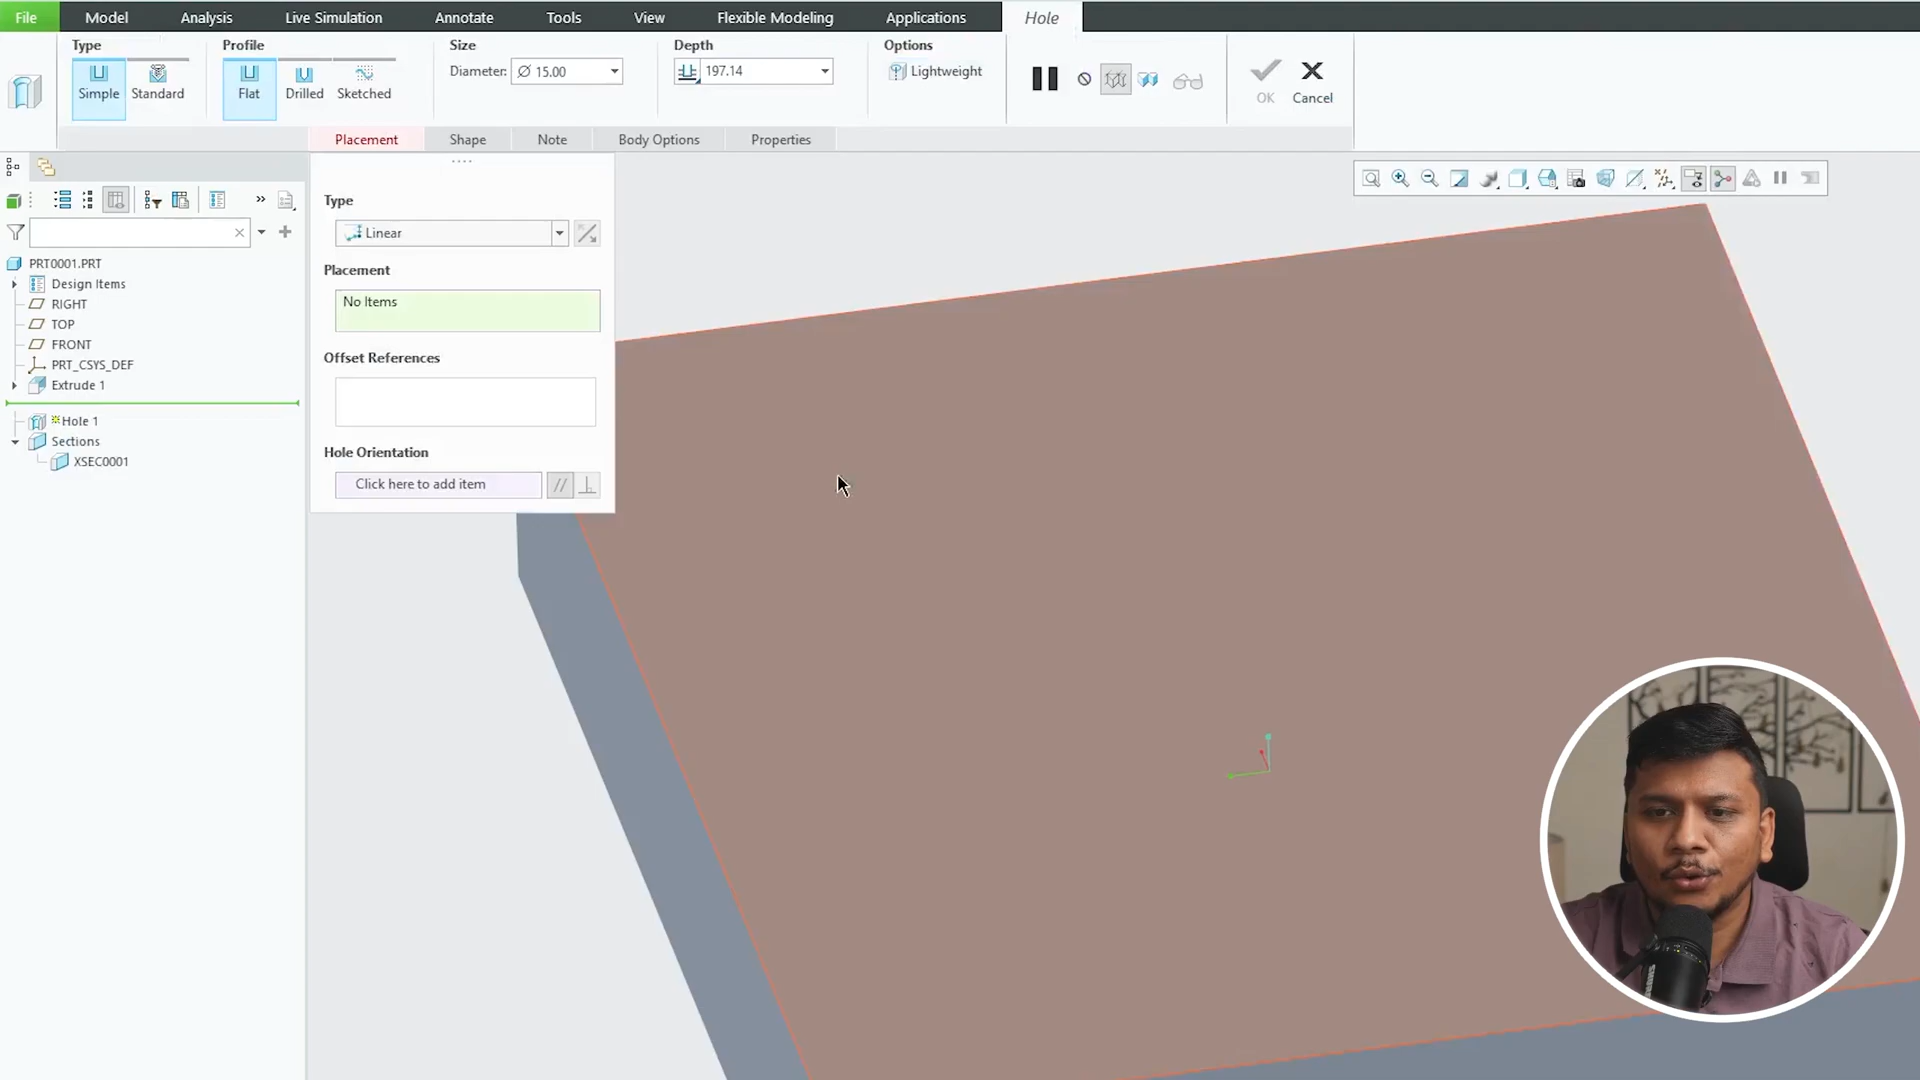 File Model Analysis Live Simulation Annotate Tools View Flexible Modeling Applications Hole
Type Profile Size Depth Options
Diameter: Ø 15.00 197.14 Lightweight
Simple Standard Flat Drilled Sketched OK Cancel
Placement Shape Note Body Options Properties
Type
Linear
Placement
No Items
Offset References
Hole Orientation
Click here to add item
PRT0001.PRT
Design Items
RIGHT
TOP
FRONT
PRT_CSYS_DEF
Extrude 1
Hole 1
Sections
XSEC0001